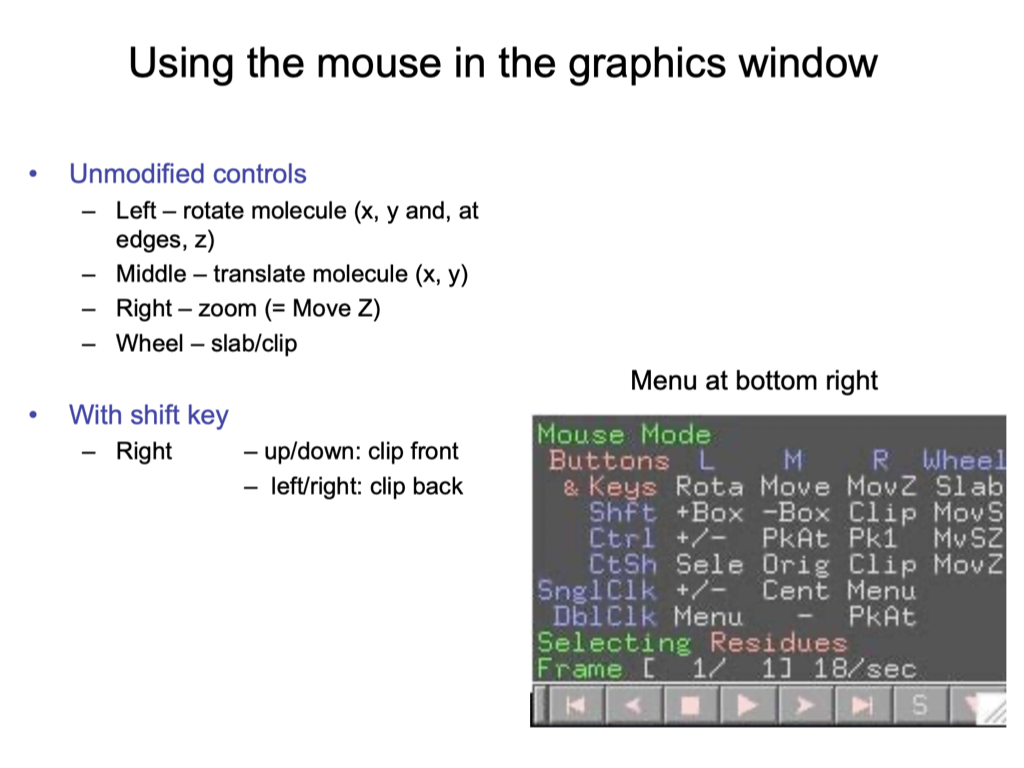 Using the mouse in the graphics window
• Unmodified controls
– Left – rotate molecule (x, y and, at
edges, z)
– Middle – translate molecule (x, y)
– Right – zoom (= Move Z)
– Wheel – slab/clip
• With shift key
– Right – up/down: clip front
– left/right: clip back
Menu at bottom right
Mouse Mode
Buttons L M R Wheel
& Keys Rota Move MovZ Slab
Shft +Box -Box Clip MovS
Ctrl +/- PkAt Pk1 MvSZ
CtSh Sele Orig Clip MovZ
SnglClk +/- Cent Menu
DblClk Menu - PkAt
Selecting Residues
Frame [ 1/ 1] 18/sec
S